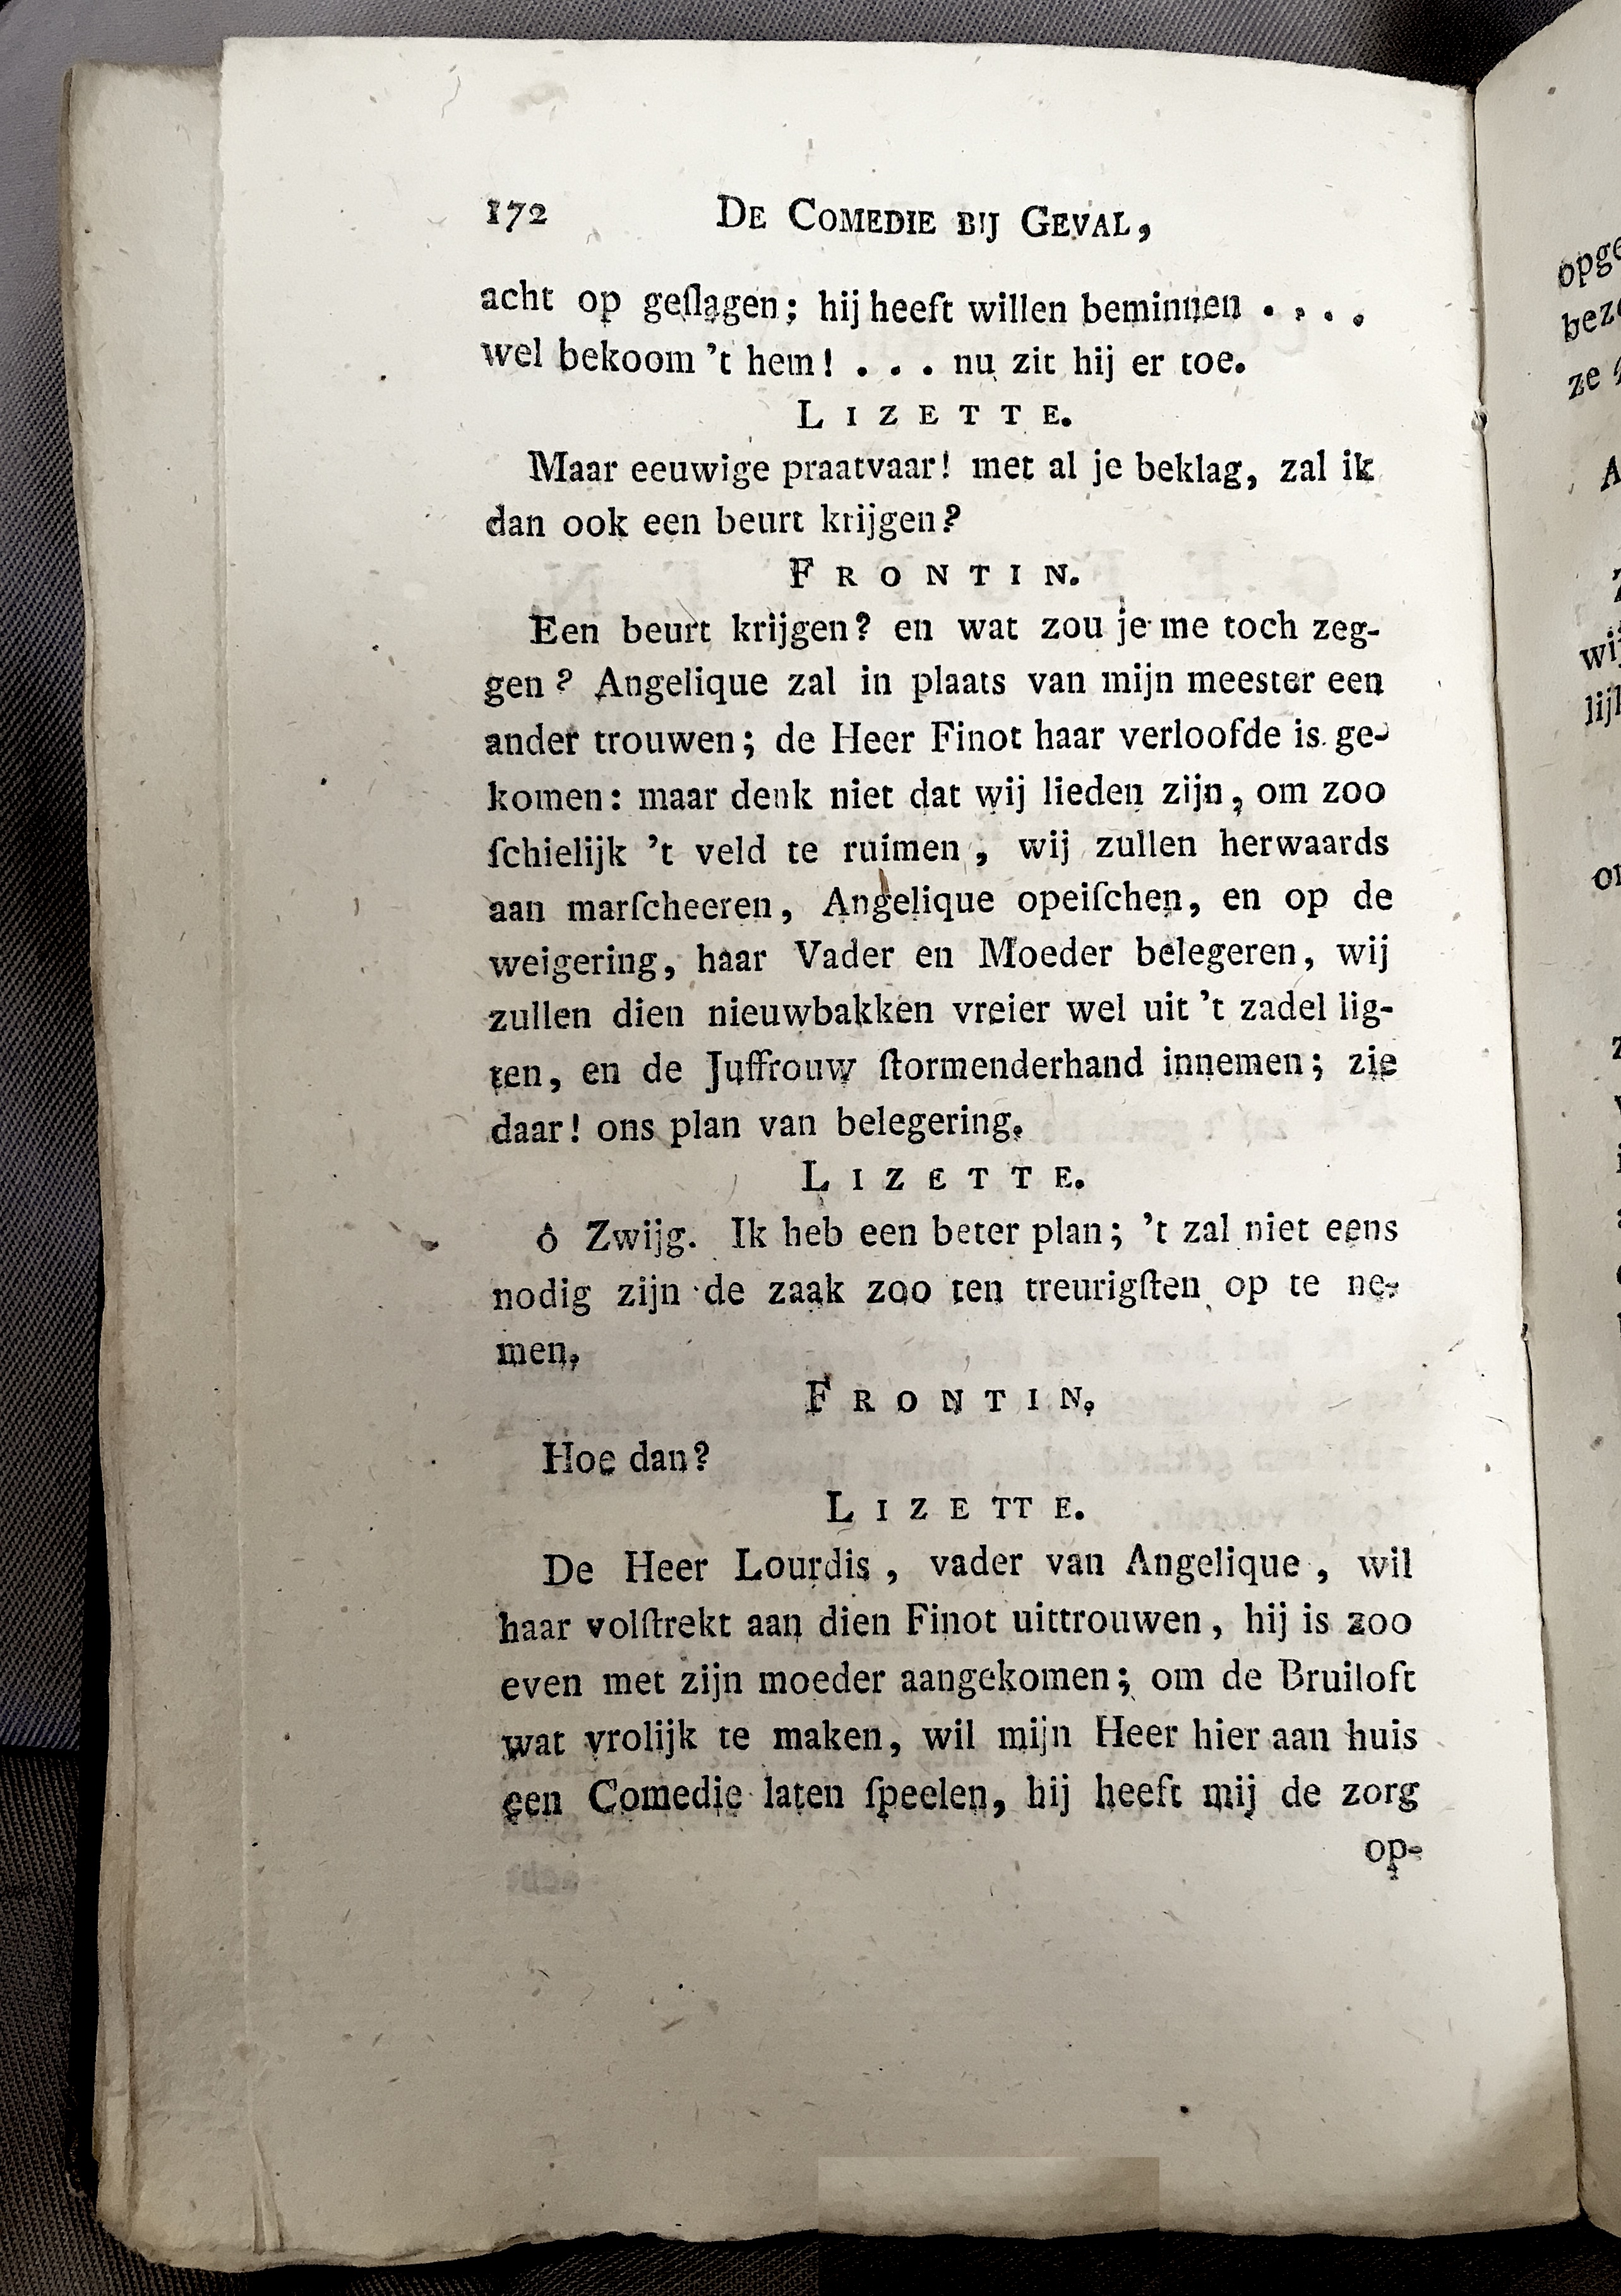 172 DE COMEDIE BIJ GEVAL,
acht op geſlagen; hij heeft willen beminnen . . . .
wel bekoom 't hem! . . . nu zit hij er toe.
LIZETTE.
Maar eeuwige praatvaar! met al je beklag, zal ik
dan ook een beurt krijgen?
FRONTIN.
Een beurt krijgen? en wat zou je me toch zeg-
gen? Angelique zal in plaats van mijn meester een
ander trouwen; de Heer Finot haar verloofde is ge-
komen: maar denk niet dat wij lieden zijn, om zoo
ſchielijk 't veld te ruimen, wij zullen herwaards
aan marſcheeren, Angelique opeiſchen, en op de
weigering, haar Vader en Moeder belegeren, wij
zullen dien nieuwbakken vreier wel uit 't zadel lig-
ten, en de Juffrouw ſtormenderhand innemen; zie
daar! ons plan van belegering.
LIZETTE.
ô Zwijg. Ik heb een beter plan; 't zal niet eens
nodig zijn de zaak zoo ten treurigſten op te ne-
men.
FRONTIN.
Hoe dan?
LIZETTE.
De Heer Lourdis, vader van Angelique, wil
haar volſtrekt aan dien Finot uittrouwen, hij is zoo
even met zijn moeder aangekomen; om de Bruiloft
wat vrolijk te maken, wil mijn Heer hier aan huis
een Comedie laten ſpeelen, hij heeft mij de zorg
op-
opge
beze
ze
wij
lij